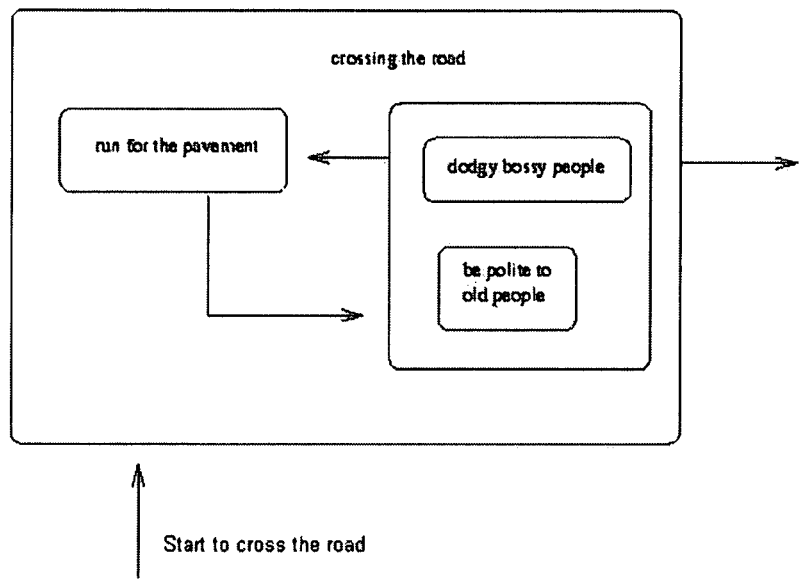 crossing the road
run for the pavement
dodgy bossy people
be polite to
old people
Start to cross the road